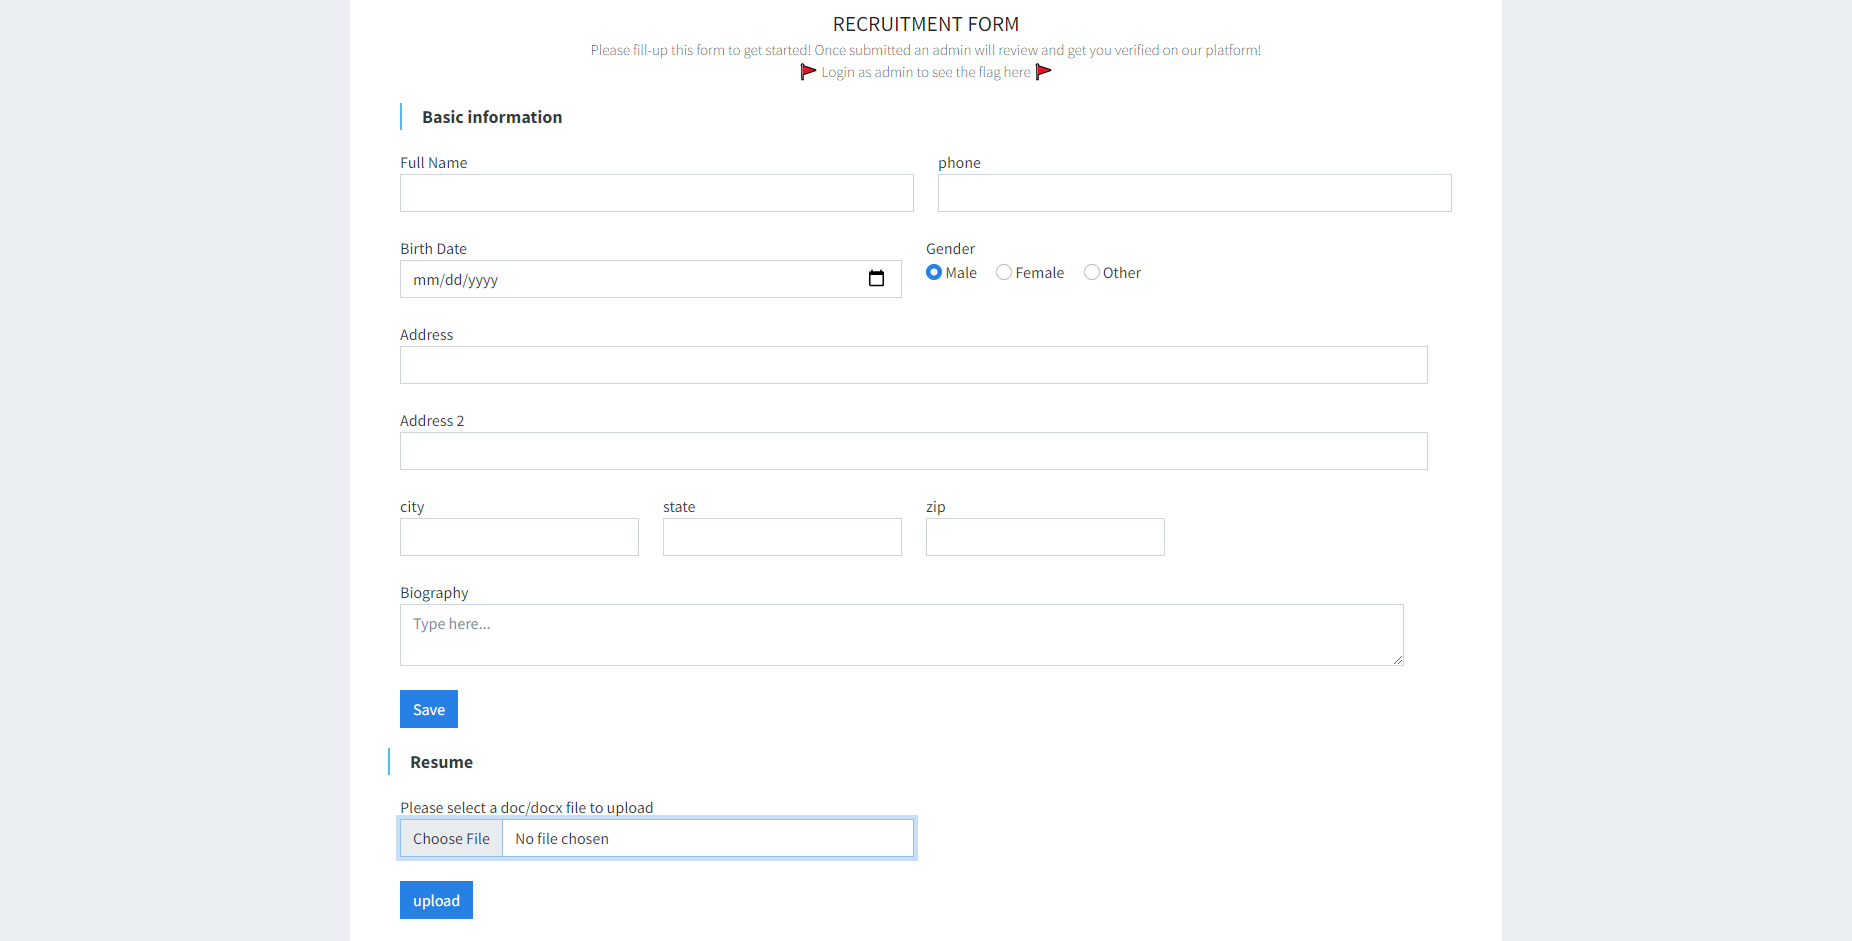 RECRUITMENT FORM
Please fill-up this form to get started! Once submitted an admin will review and get you verified on our platform!
Login as admin to see the flag here
Basic information
Full Name phone
Birth Date Gender
mm/dd/yyyy Male Female Other
Address
Address 2
city state zip
Biography
Type here...
Save
Resume
Please select a doc/docx file to upload
Choose File No file chosen
upload